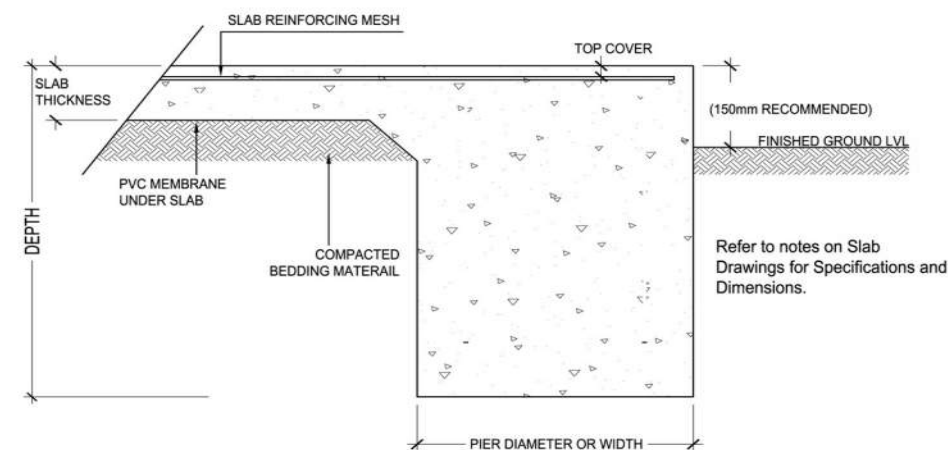 SLAB REINFORCING MESH
TOP COVER
SLAB
THICKNESS
(150mm RECOMMENDED)
FINISHED GROUND LVL
PVC MEMBRANE
UNDER SLAB
DEPTH
COMPACTED
BEDDING MATERAIL
Refer to notes on Slab
Drawings for Specifications and
Dimensions.
PIER DIAMETER OR WIDTH